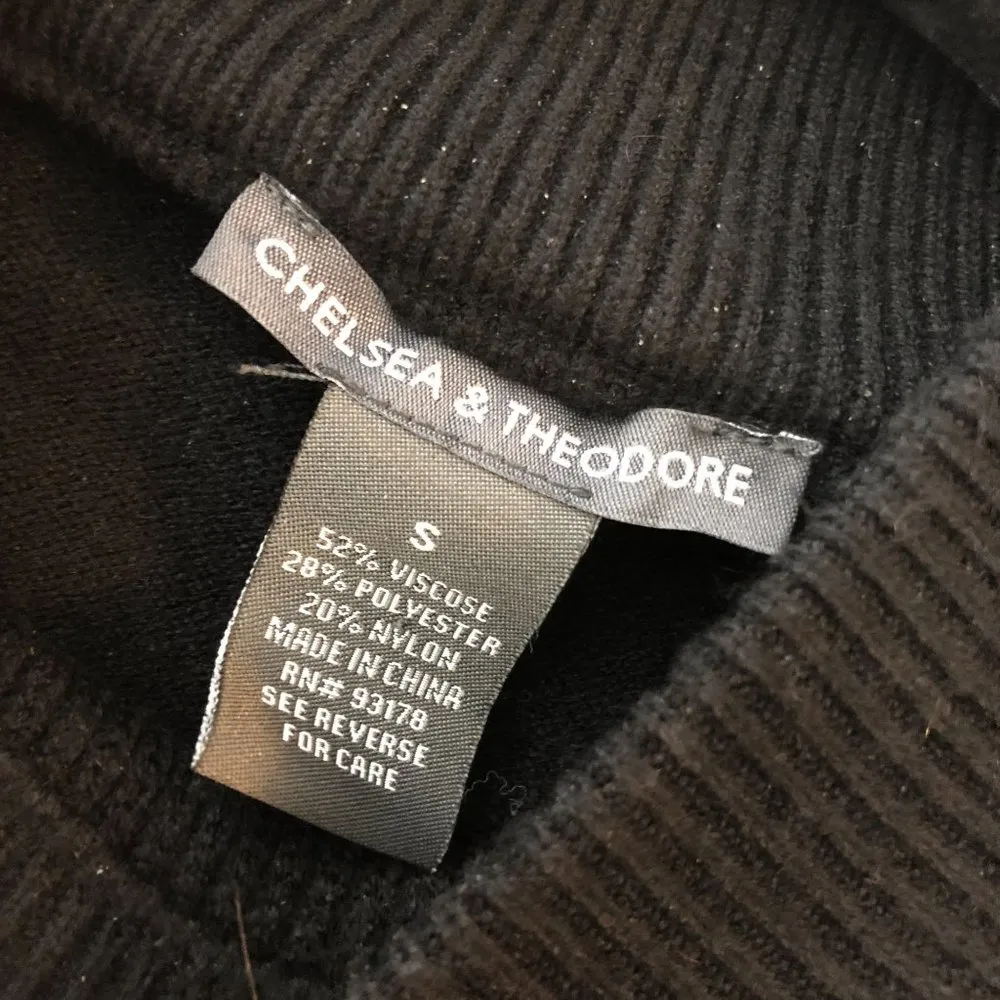 CHELSEA & THEODORE
S
52% VISCOSE
28% POLYESTER
20% NYLON
MADE IN CHINA
RN# 93178
SEE REVERSE
FOR CARE